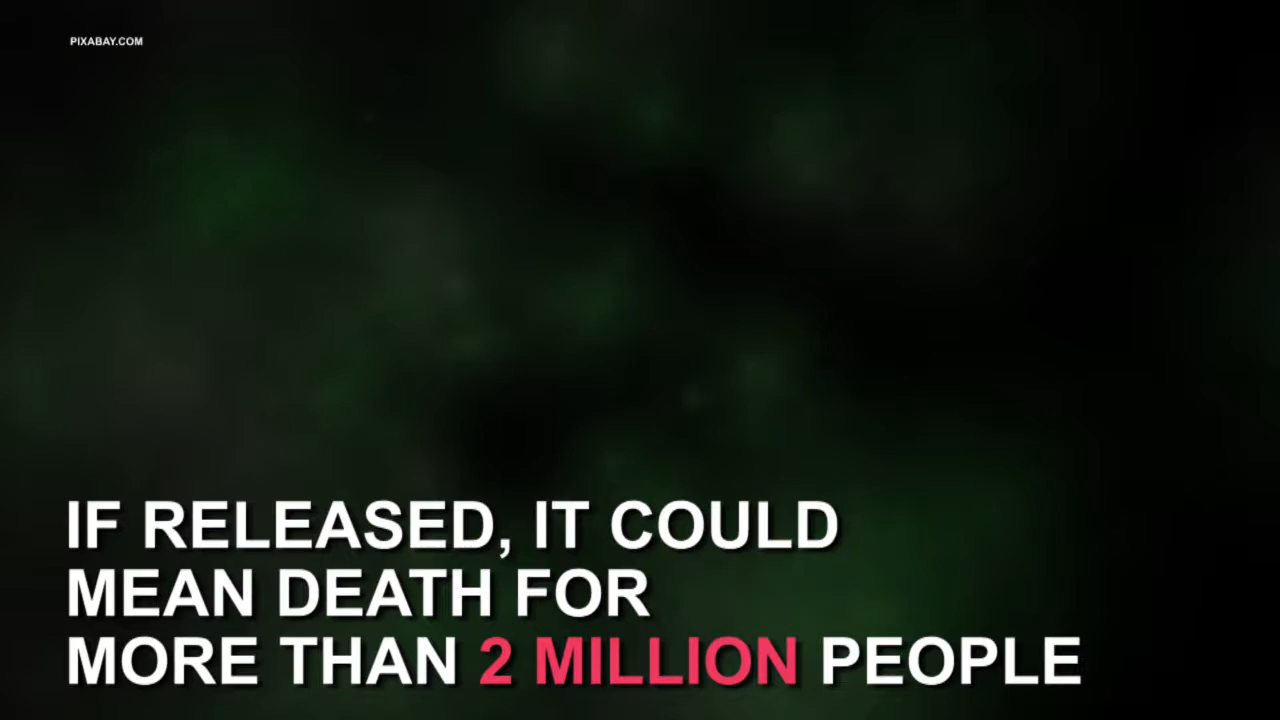 PIXABAY.COM
IF RELEASED, IT COULD
MEAN DEATH FOR
MORE THAN 2 MILLION PEOPLE